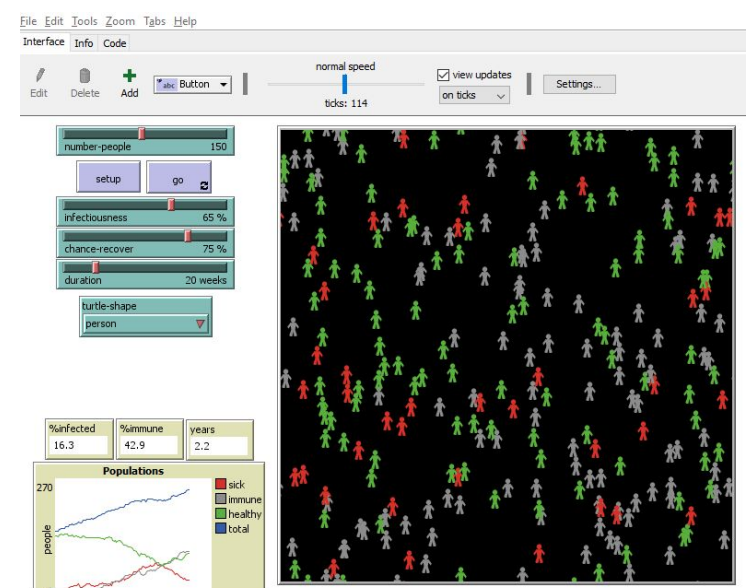 File Edit Tools Zoom Tabs Help
Interface Info Code
normal speed
Edit Delete Add abc Button view updates Settings...
ticks: 114 on ticks
number-people 150
setup go
infectiousness 65 %
chance-recover 75 %
duration 20 weeks
turtle-shape
person
%infected %immune years
16.3 42.9 2.2
Populations
270
people
sick
immune
healthy
total